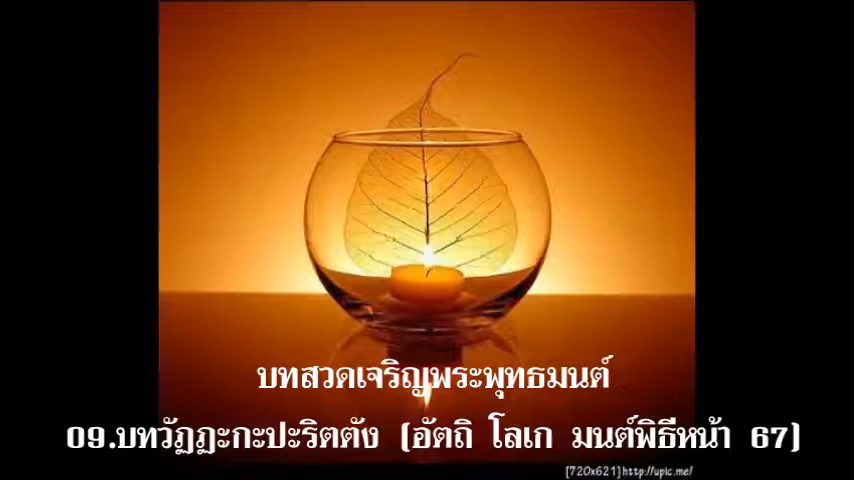 บทสวดเจริญพระพุทธมนต์
09.บทวัฏฏะกะปะริตตัง (อัตถิ โลเก มนต์พิธีหน้า 67)
[720x621]http://upic.me/